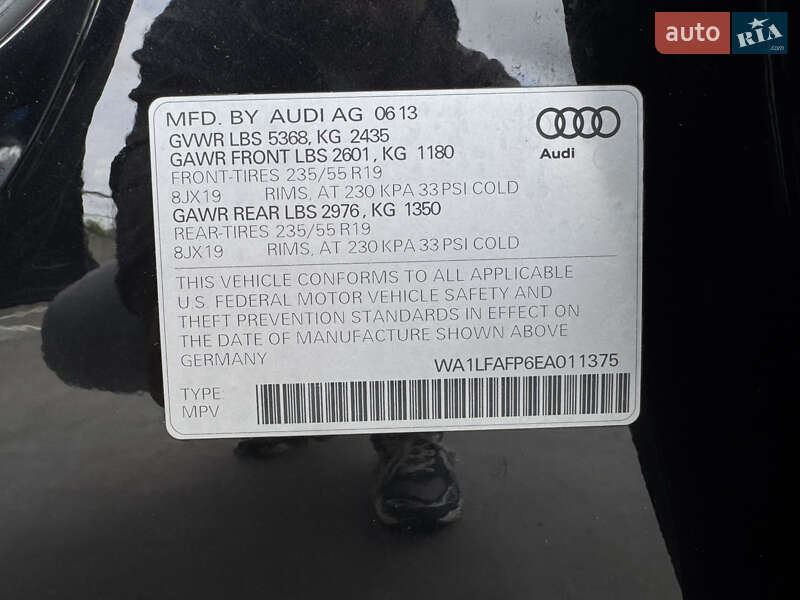 auto RIA
.com
MFD. BY AUDI AG 0613
GVWR LBS 5368, KG 2435
GAWR FRONT LBS 2601, KG 1180
FRONT-TIRES 235/55 R19
8JX19 RIMS, AT 230 KPA 33 PSI COLD
GAWR REAR LBS 2976, KG 1350
REAR-TIRES 235/55 R19
8JX19 RIMS, AT 230 KPA 33 PSI COLD
Audi
THIS VEHICLE CONFORMS TO ALL APPLICABLE
U.S. FEDERAL MOTOR VEHICLE SAFETY AND
THEFT PREVENTION STANDARDS IN EFFECT ON
THE DATE OF MANUFACTURE SHOWN ABOVE
GERMANY
WA1LFAFP6EA011375
TYPE:
MPV